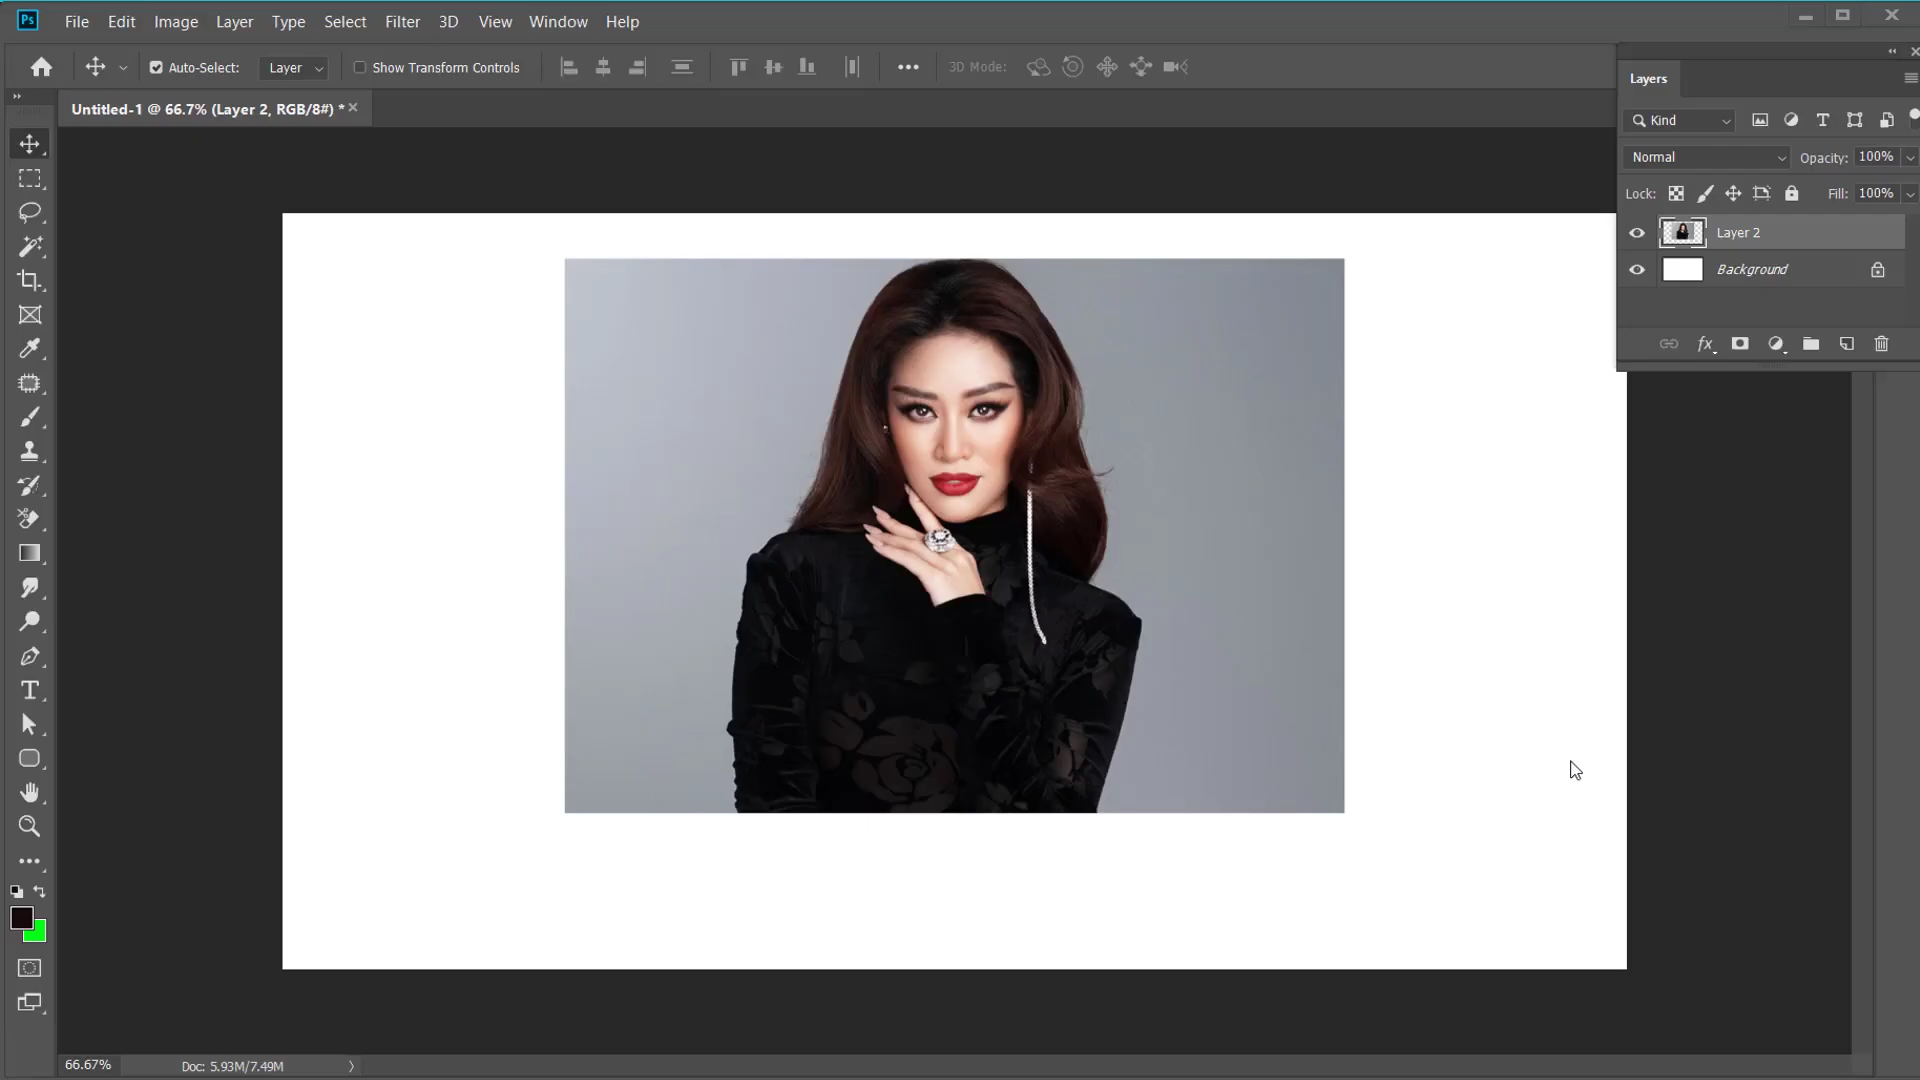 Ps File Edit Image Layer Type Select Filter 3D View Window Help
Auto-Select: Layer Show Transform Controls 3D Mode:
Untitled-1 @ 66.7% (Layer 2, RGB/8#) *
Layers
Kind
Normal Opacity: 100%
Lock: Fill: 100%
Layer 2
Background
fx
66.67% Doc: 5.93M/7.49M